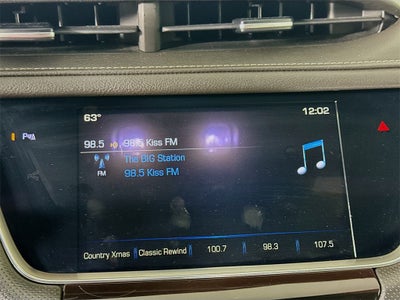 63° 12:02
98.5 98.5 Kiss FM
The BIG Station
FM 98.5 Kiss FM
Country Xmas Classic Rewind 100.7 98.3 107.5